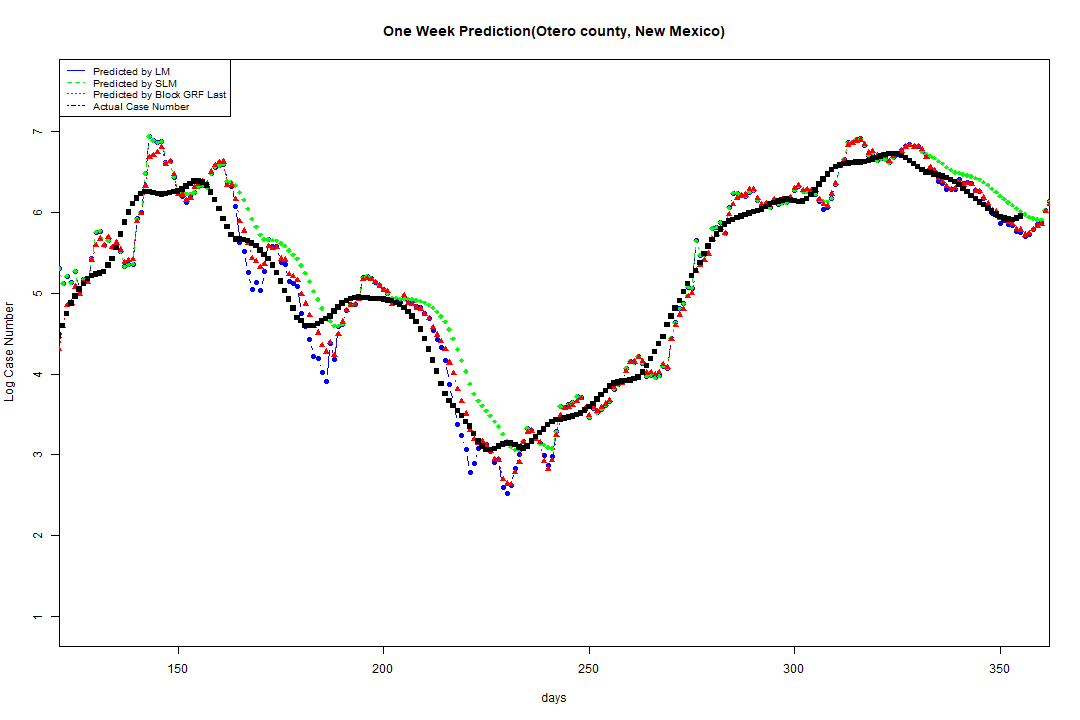 One Week Prediction(Otero county, New Mexico)
Predicted by LM
Predicted by SLM
Predicted by Block GRF Last
Actual Case Number
7
6
5
4
3
2
1
Log Case Number
150 200 250 300 350
days